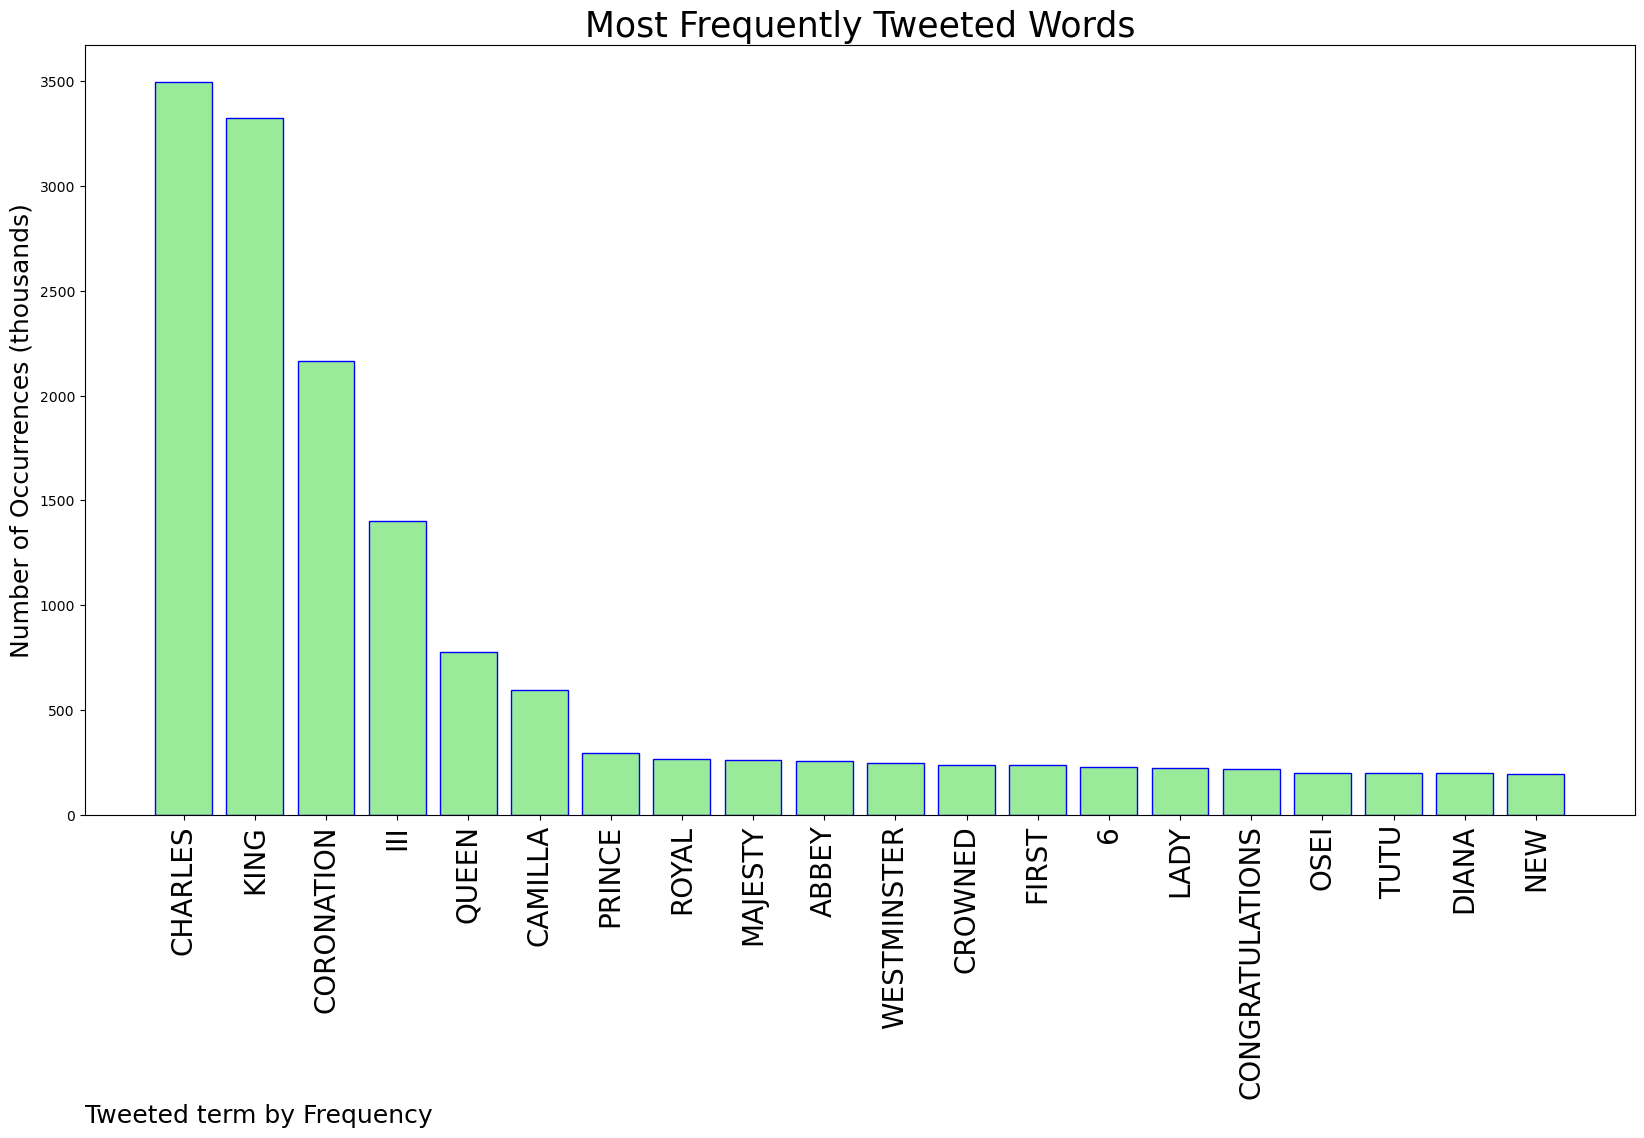 Most Frequently Tweeted Words
Number of Occurrences (thousands)
3500
3000
2500
2000
1500
1000
500
0
CHARLES
KING
CORONATION
III
QUEEN
CAMILLA
PRINCE
ROYAL
MAJESTY
ABBEY
WESTMINSTER
CROWNED
FIRST
6
LADY
CONGRATULATIONS
OSEI
TUTU
DIANA
NEW
Tweeted term by Frequency